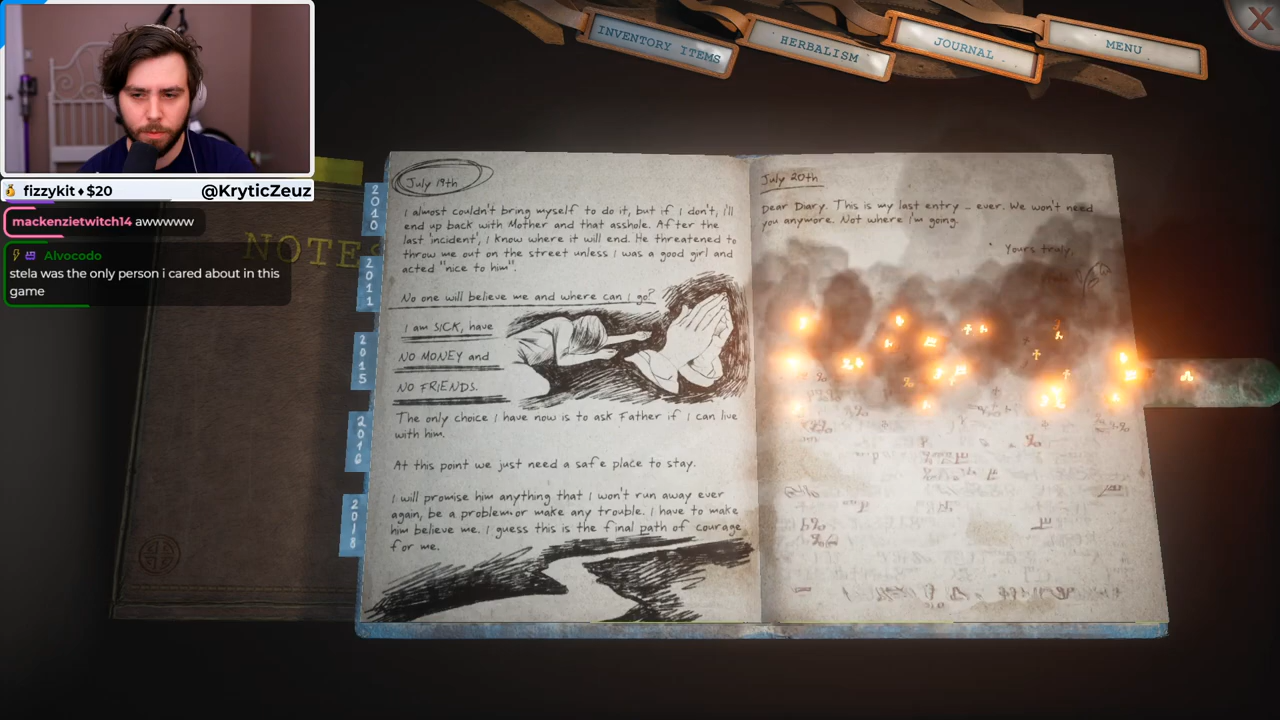 INVENTORY ITEMS
HERBALISM
JOURNAL
MENU
fizzykit ♦ $20
@KryticZeuz
mackenzietwitch14 awwwww
Alvocodo
stela was the only person i cared about in this
game
NOTES
2010
2011
2015
2016
2018
July 19th
I almost couldn't bring myself to do it, but if I don't, I'll
end up back with Mother and that asshole. After the
last 'incident', I know where it will end. He threatened to
throw me out on the street unless I was a good girl and
acted "nice to him".
No one will believe me and where can I go?
I am SICK, have
NO MONEY and
NO FRIENDS.
The only choice I have now is to ask Father if I can live
with him.
At this point we just need a safe place to stay.
I will promise him anything that I won't run away ever
again, be a problem or make any trouble. I have to make
him believe me. I guess this is the final path of courage
for me.
July 20th
Dear Diary. This is my last entry - ever. We won't need
you anymore. Not where I'm going.
Yours truly,